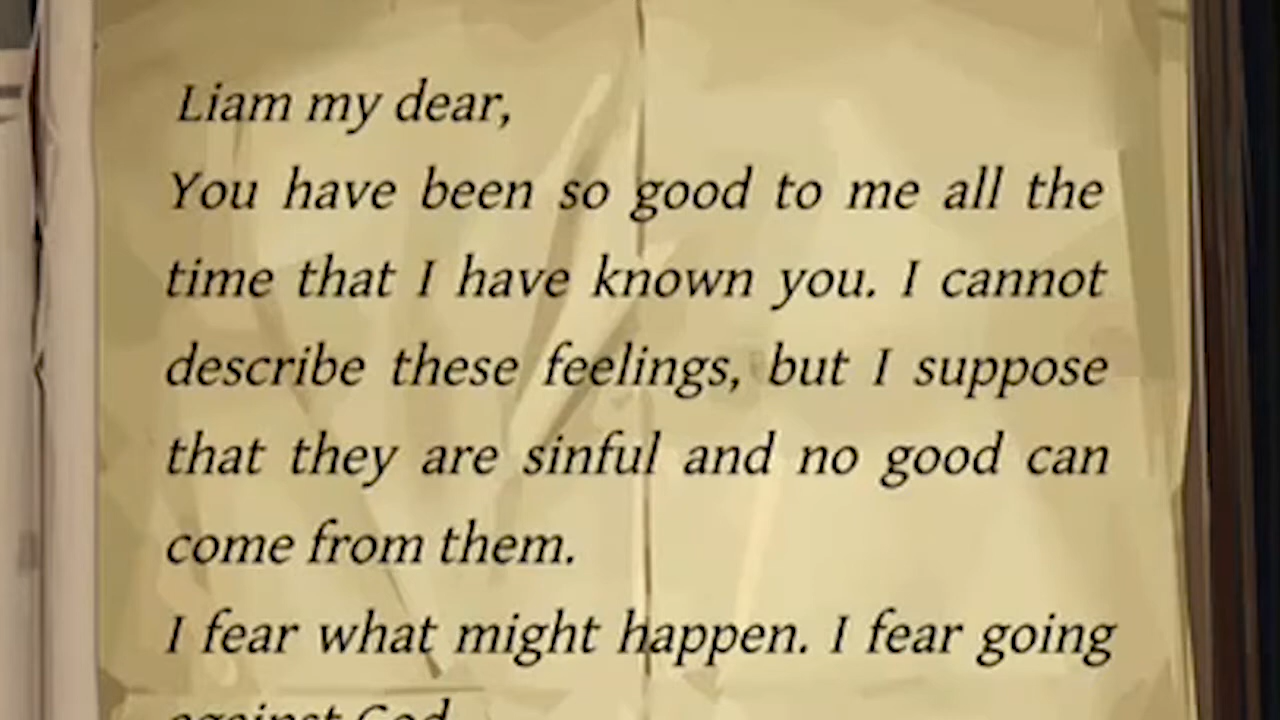 Liam my dear,
You have been so good to me all the
time that I have known you. I cannot
describe these feelings, but I suppose
that they are sinful and no good can
come from them.
I fear what might happen. I fear going
against God